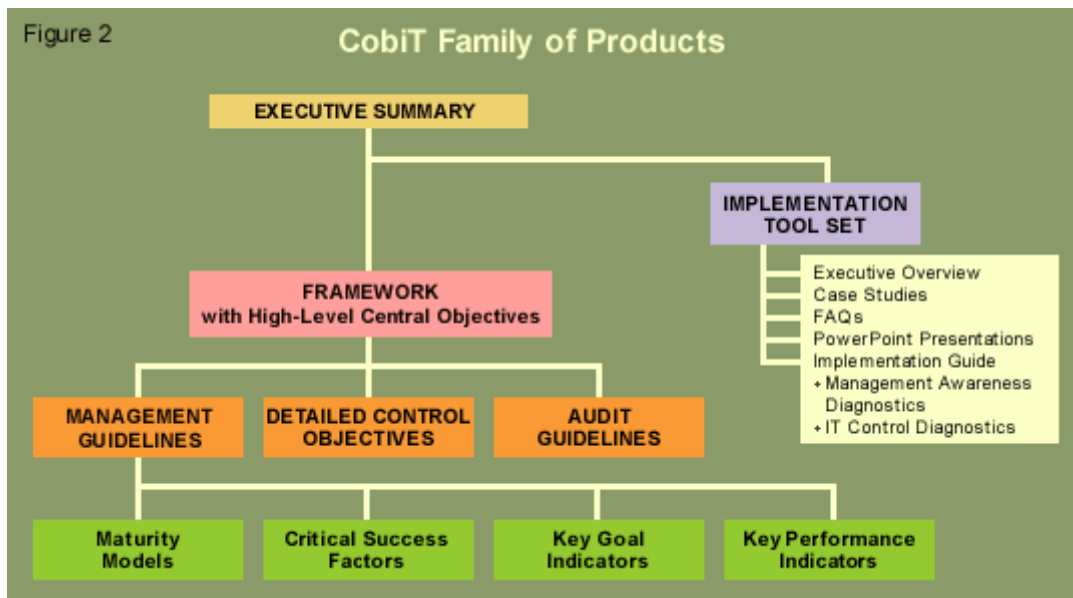 Figure 2
CobiT Family of Products
EXECUTIVE SUMMARY
IMPLEMENTATION
TOOL SET
Executive Overview
Case Studies
FAQs
PowerPoint Presentations
Implementation Guide
+ Management Awareness
Diagnostics
+ IT Control Diagnostics
FRAMEWORK
with High-Level Central Objectives
MANAGEMENT
GUIDELINES
DETAILED CONTROL
OBJECTIVES
AUDIT
GUIDELINES
Maturity
Models
Critical Success
Factors
Key Goal
Indicators
Key Performance
Indicators